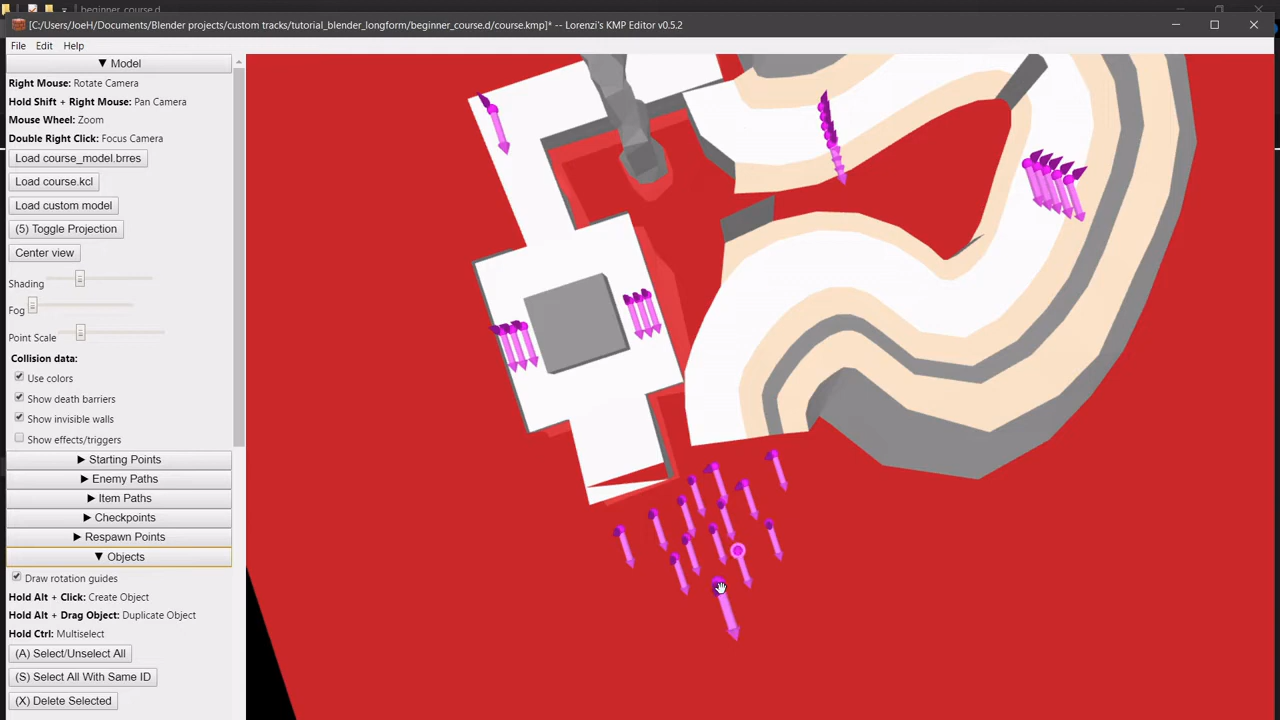 [C:/Users/JoeH/Documents/Blender projects/custom tracks/tutorial_blender_longform/beginner_course.d/course.kmp]* -- Lorenzi's KMP Editor v0.5.2
File Edit Help
▼ Model
Right Mouse: Rotate Camera
Hold Shift + Right Mouse: Pan Camera
Mouse Wheel: Zoom
Double Right Click: Focus Camera
Load course_model.brres
Load course.kcl
Load custom model
(5) Toggle Projection
Center view
Shading
Fog
Point Scale
Collision data:
Use colors
Show death barriers
Show invisible walls
Show effects/triggers
▶ Starting Points
▶ Enemy Paths
▶ Item Paths
▶ Checkpoints
▶ Respawn Points
▼ Objects
Draw rotation guides
Hold Alt + Click: Create Object
Hold Alt + Drag Object: Duplicate Object
Hold Ctrl: Multiselect
(A) Select/Unselect All
(S) Select All With Same ID
(X) Delete Selected